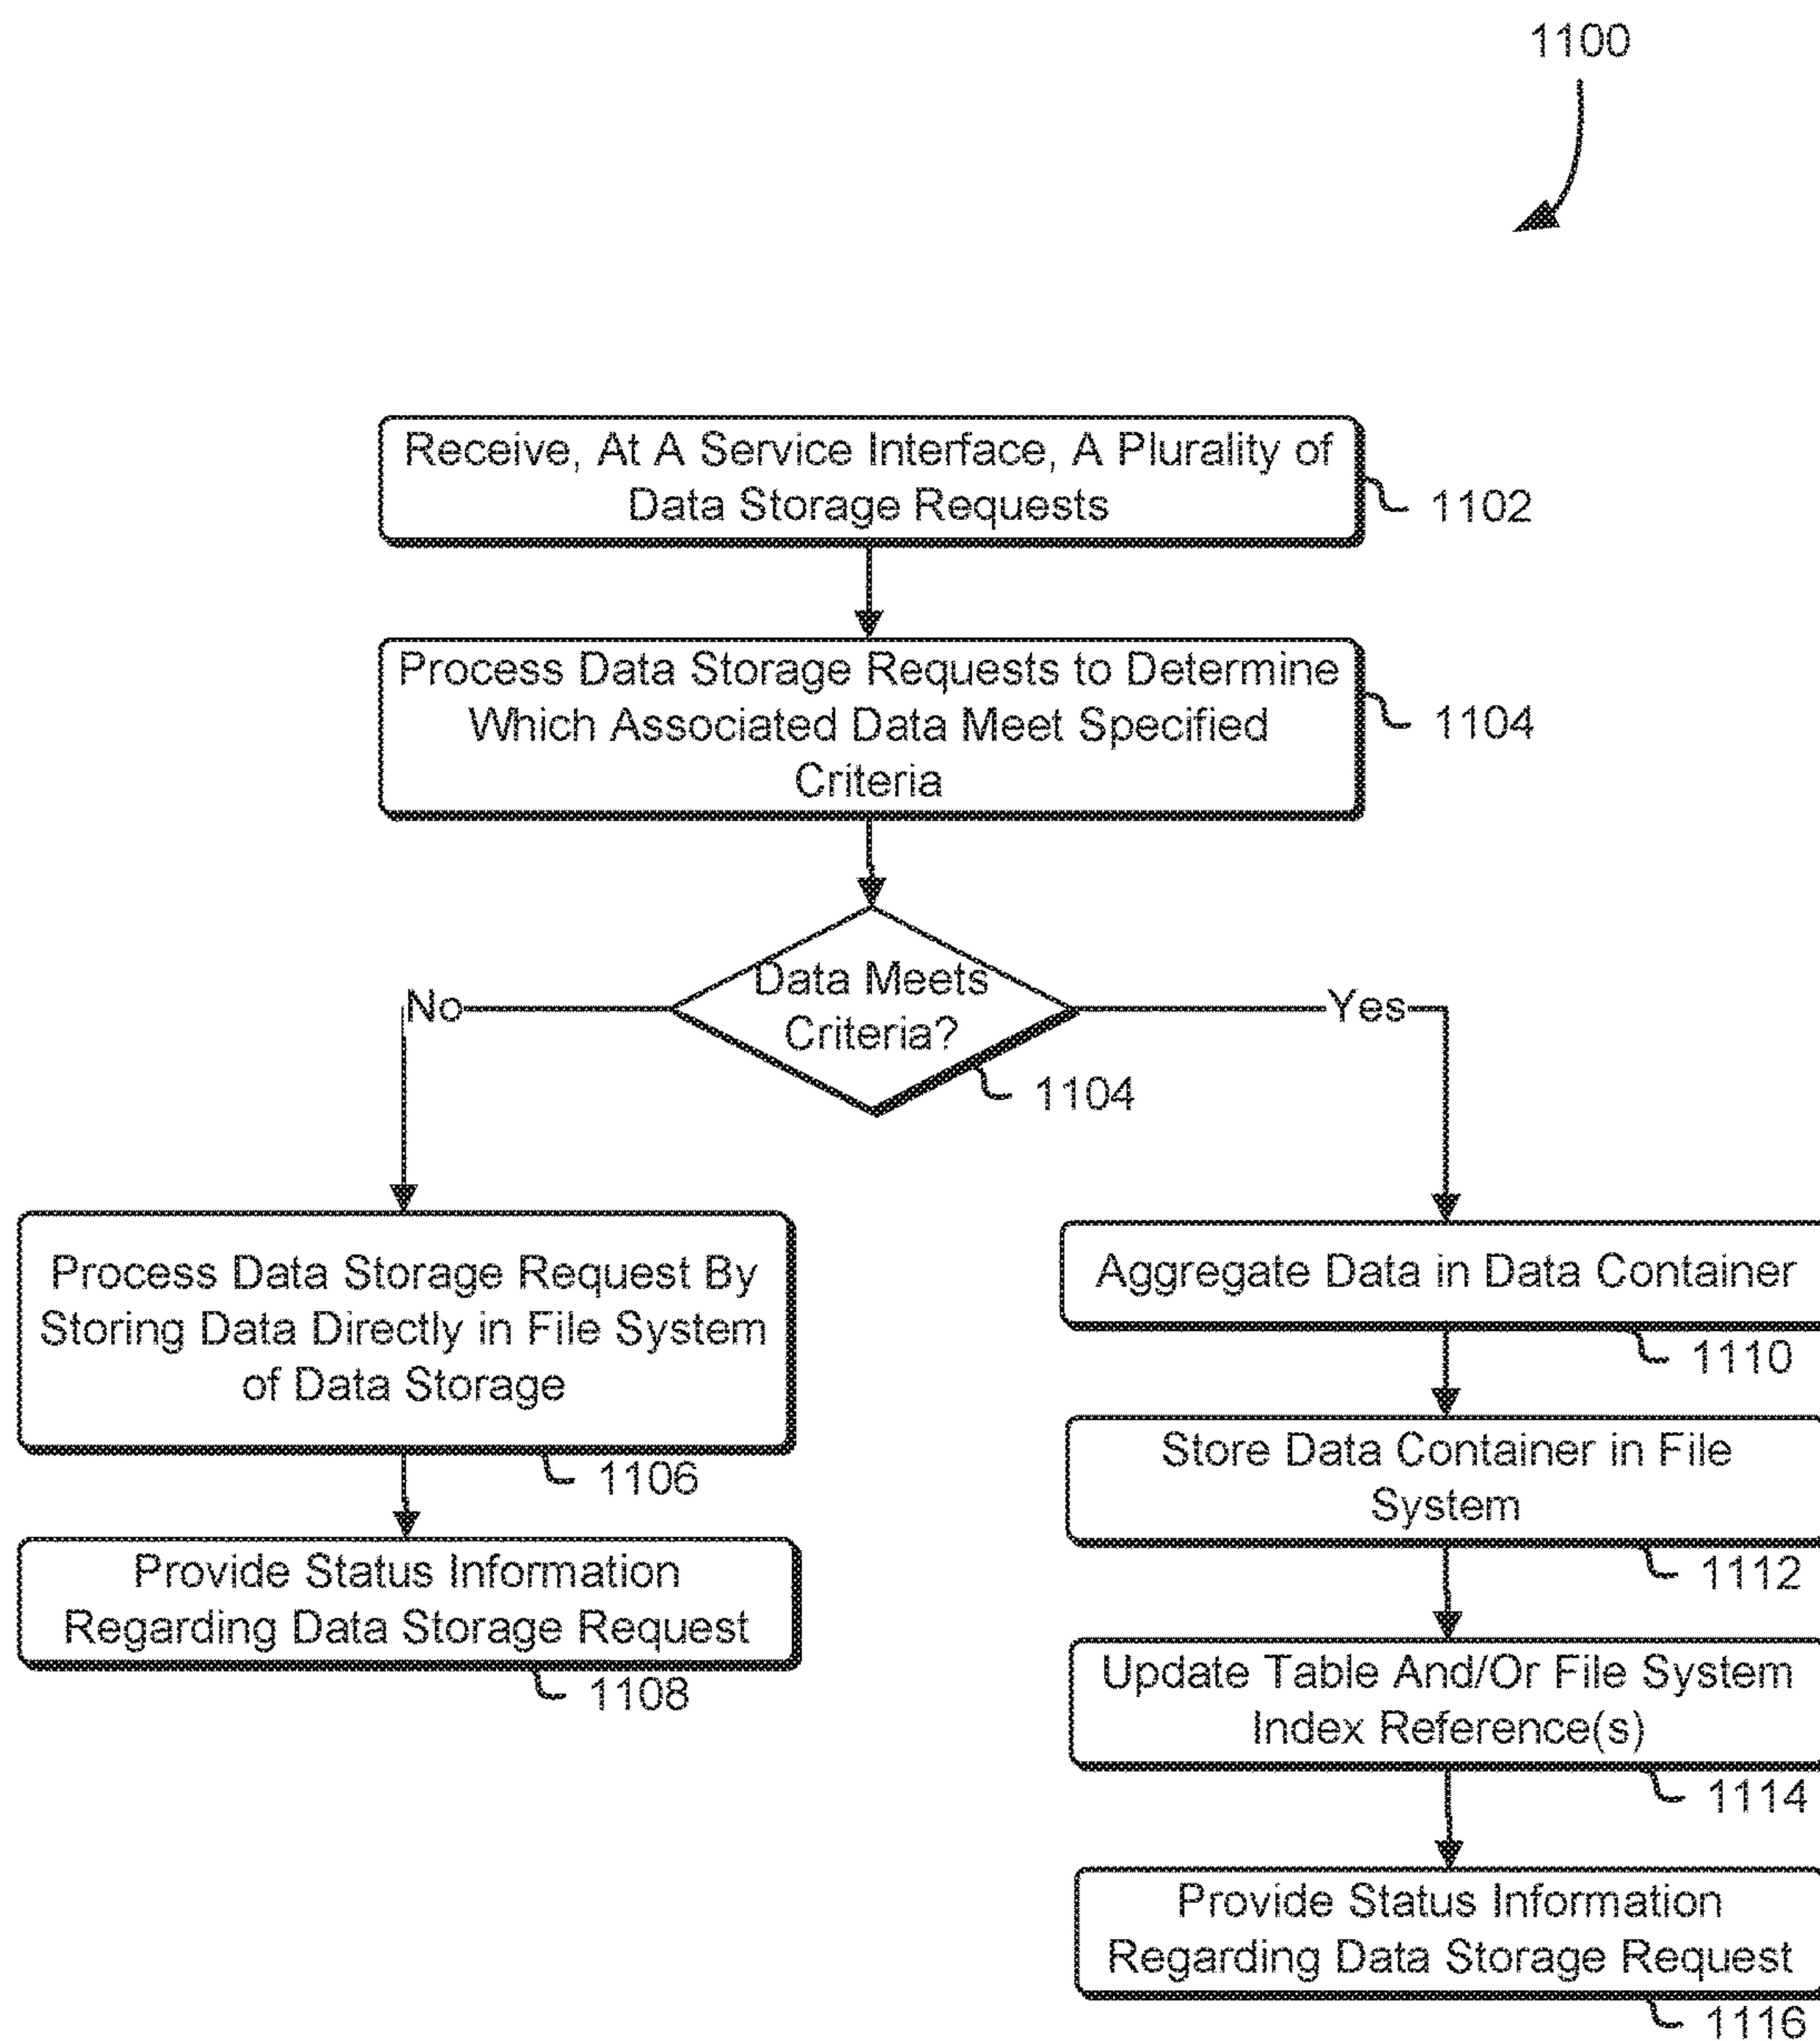 1100
Receive, At A Service Interface, A Plurality of
Data Storage Requests
1102
Process Data Storage Requests to Determine
Which Associated Data Meet Specified
Criteria
1104
Data Meets
Criteria?
1104
No
Yes
Process Data Storage Request By
Storing Data Directly in File System
of Data Storage
1106
Provide Status Information
Regarding Data Storage Request
1108
Aggregate Data in Data Container
1110
Store Data Container in File
System
1112
Update Table And/Or File System
Index Reference(s)
1114
Provide Status Information
Regarding Data Storage Request
1116